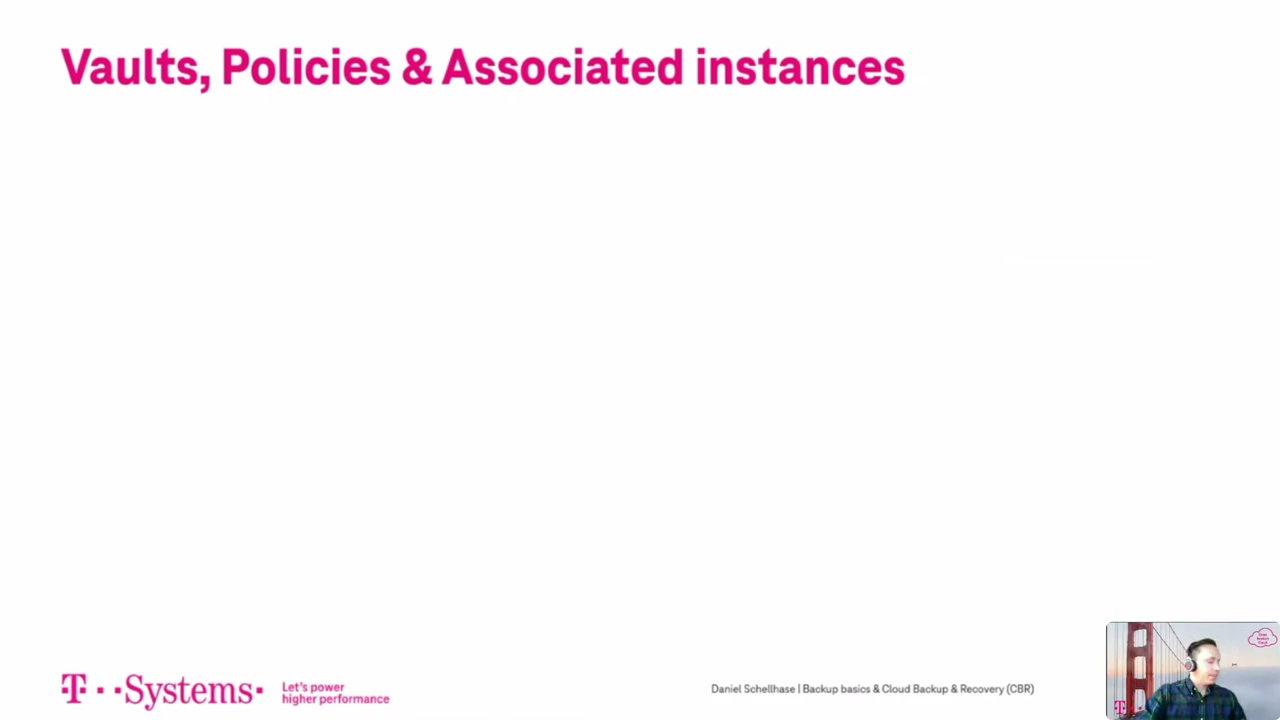 Vaults, Policies & Associated instances
T··Systems·
Let's power
higher performance
Daniel Schellhase | Backup basics & Cloud Backup & Recovery (CBR)
T